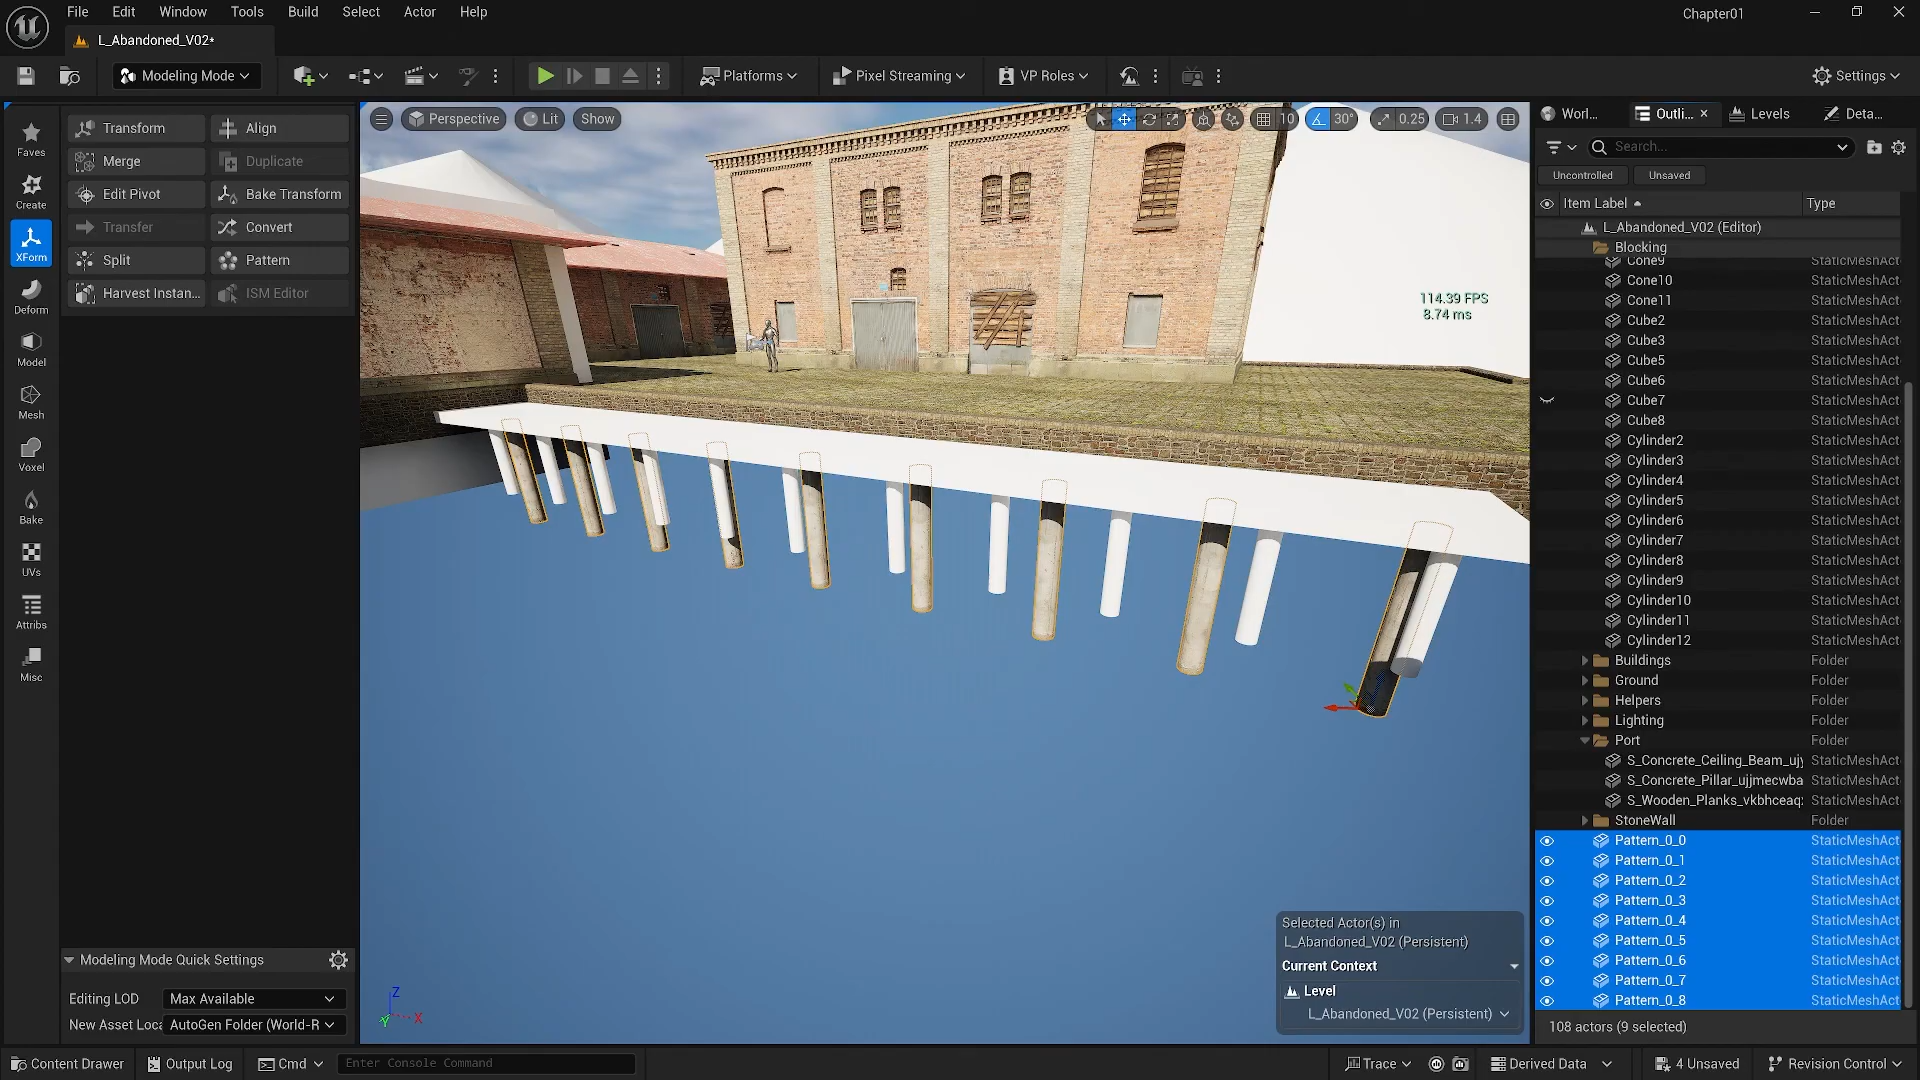 File Edit Window Tools Build Select Actor Help
Chapter01
L_Abandoned_V02*
Modeling Mode
Platforms
Pixel Streaming
VP Roles
Settings
Perspective
Lit
Show
10
30°
0.25
1.4
Worl...
Outli...
Levels
Deta...
Search...
Uncontrolled
Unsaved
Item Label
Type
Faves
Create
XForm
Deform
Model
Mesh
Voxel
Bake
UVs
Attribs
Misc
Transform
Align
Merge
Duplicate
Edit Pivot
Bake Transform
Transfer
Convert
Split
Pattern
Harvest Instan...
ISM Editor
114.39 FPS
8.74 ms
L_Abandoned_V02 (Editor)
Blocking
Cone9 StaticMeshAct
Cone10 StaticMeshAct
Cone11 StaticMeshAct
Cube2 StaticMeshAct
Cube3 StaticMeshAct
Cube5 StaticMeshAct
Cube6 StaticMeshAct
Cube7 StaticMeshAct
Cube8 StaticMeshAct
Cylinder2 StaticMeshAct
Cylinder3 StaticMeshAct
Cylinder4 StaticMeshAct
Cylinder5 StaticMeshAct
Cylinder6 StaticMeshAct
Cylinder7 StaticMeshAct
Cylinder8 StaticMeshAct
Cylinder9 StaticMeshAct
Cylinder10 StaticMeshAct
Cylinder11 StaticMeshAct
Cylinder12 StaticMeshAct
Buildings Folder
Ground Folder
Helpers Folder
Lighting Folder
Port Folder
S_Concrete_Ceiling_Beam_ujj StaticMeshAct
S_Concrete_Pillar_ujjmecwba StaticMeshAct
S_Wooden_Planks_vkbhceaq StaticMeshAct
StoneWall Folder
Pattern_0_0 StaticMeshAct
Pattern_0_1 StaticMeshAct
Pattern_0_2 StaticMeshAct
Pattern_0_3 StaticMeshAct
Pattern_0_4 StaticMeshAct
Pattern_0_5 StaticMeshAct
Pattern_0_6 StaticMeshAct
Pattern_0_7 StaticMeshAct
Pattern_0_8 StaticMeshAct
108 actors (9 selected)
Selected Actor(s) in
L_Abandoned_V02 (Persistent)
Current Context
Level
L_Abandoned_V02 (Persistent)
Z
Y
X
Modeling Mode Quick Settings
Editing LOD Max Available
New Asset Loca AutoGen Folder (World-R
Content Drawer
Output Log
Cmd
Enter Console Command
Trace
Derived Data
4 Unsaved
Revision Control